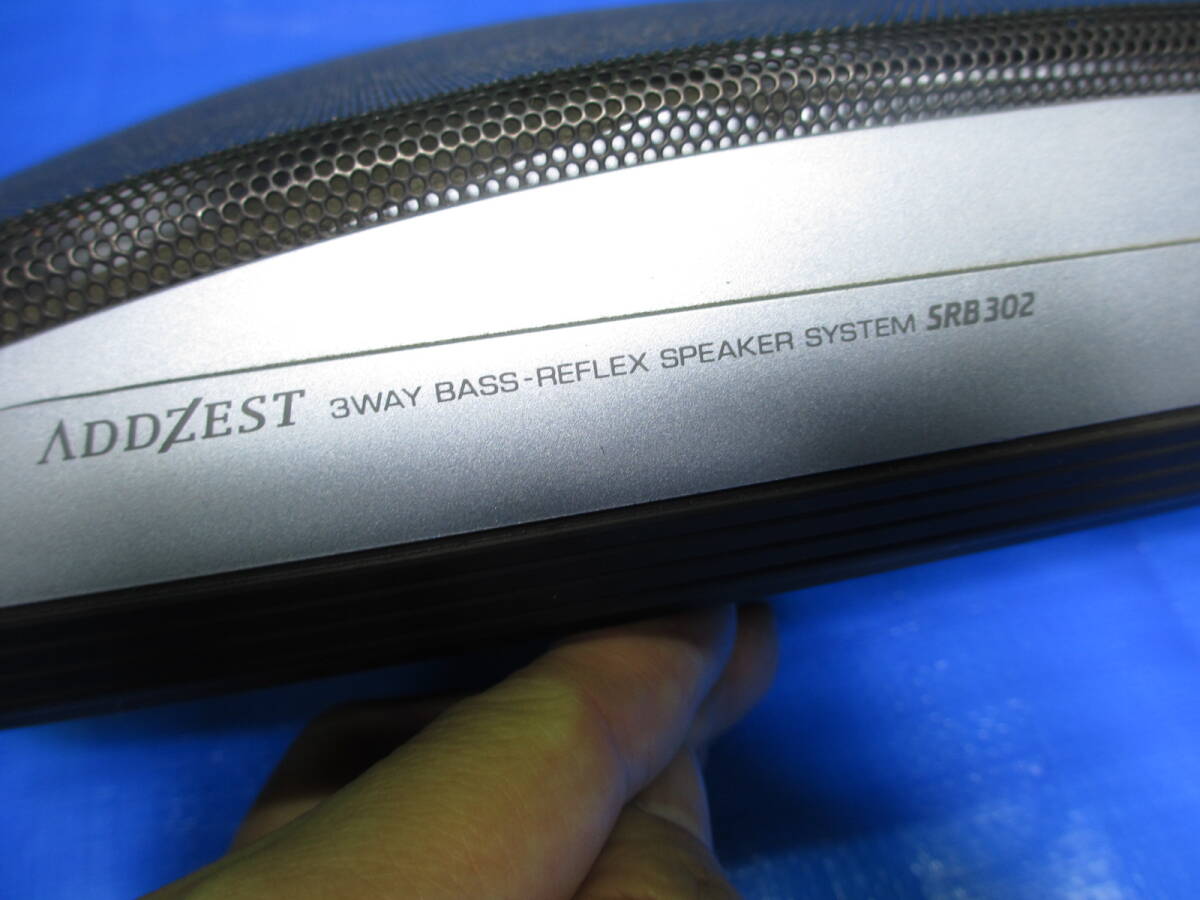 ADDZEST 3WAY BASS-REFLEX SPEAKER SYSTEM SRB302